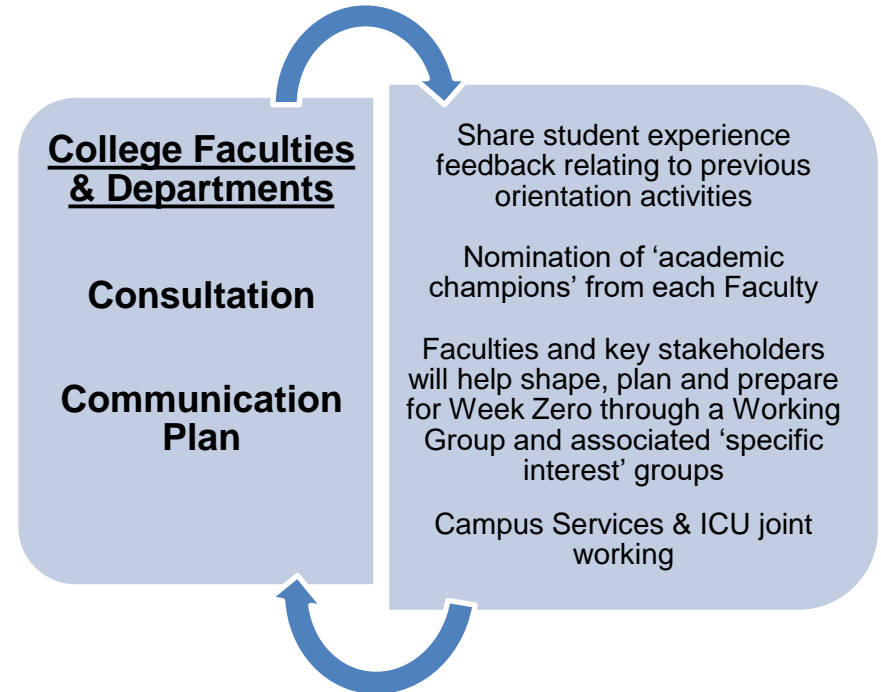 College Faculties
& Departments
Consultation
Communication
Plan
Share student experience
feedback relating to previous
orientation activities
Nomination of ‘academic
champions’ from each Faculty
Faculties and key stakeholders
will help shape, plan and prepare
for Week Zero through a Working
Group and associated ‘specific
interest’ groups
Campus Services & ICU joint
working